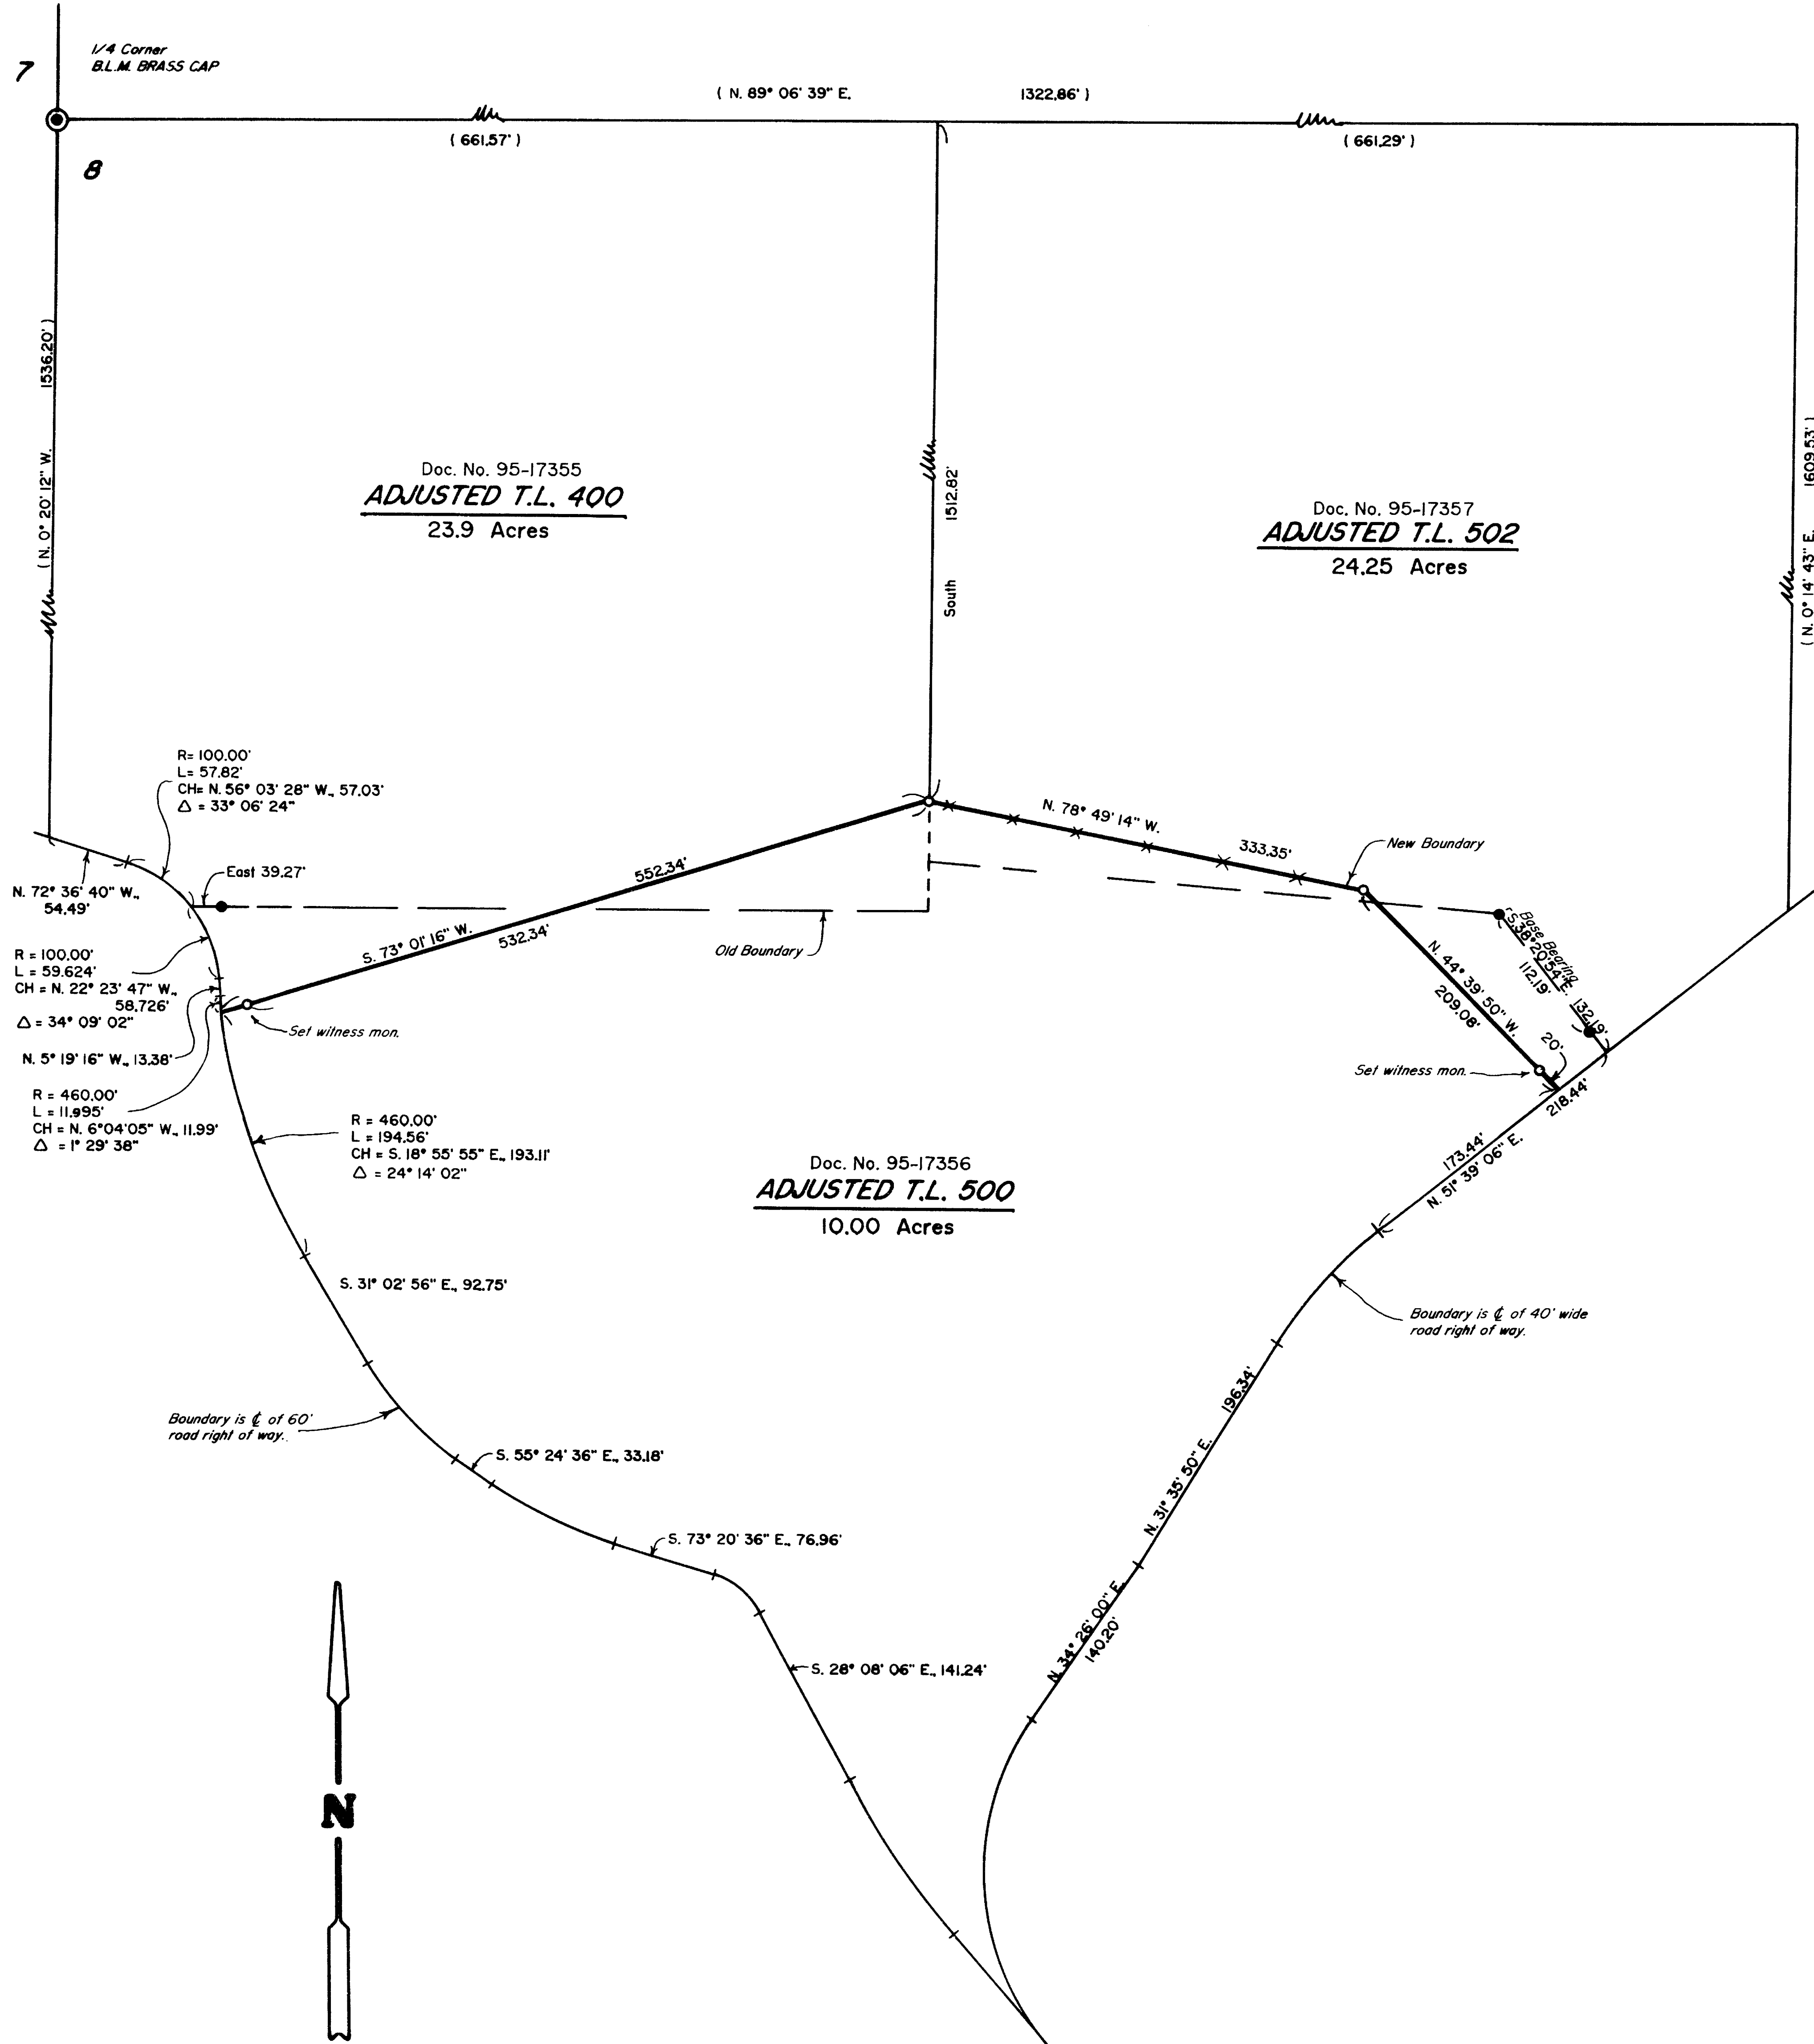 7
1/4 Corner
B.L.M. BRASS CAP
( N. 89° 06' 39" E. 1322.86' )
( 661.57' )
( 661.29' )
8
( N. 0° 20' 12" W. 1536.20' )
South 1512.82'
( N. 0° 14' 43" E. 1609.53' )
Doc. No. 95-17355
ADJUSTED T.L. 400
23.9 Acres
Doc. No. 95-17357
ADJUSTED T.L. 502
24.25 Acres
R= 100.00'
L= 57.82'
CH= N. 56° 03' 28" W., 57.03'
△ = 33° 06' 24"
East 39.27'
N. 72° 36' 40" W.,
54.49'
R = 100.00'
L = 59.624'
CH = N. 22° 23' 47" W.,
58.726'
△ = 34° 09' 02"
N. 5° 19' 16" W., 13.38'
R = 460.00'
L = 11.995'
CH = N. 6°04'05" W., 11.99'
△ = 1° 29' 38"
552.34'
S. 73° 01' 16" W.
532.34'
Set witness mon.
Old Boundary
N. 78° 49' 14" W.
333.35'
New Boundary
Base Bearing
S. 38° 20' 54" E. 132.19'
112.19'
N. 44° 39' 50" W.
209.08'
20'
Set witness mon.
218.44'
173.44'
N. 51° 39' 06" E.
R = 460.00'
L = 194.56'
CH = S. 18° 55' 55" E., 193.11'
△ = 24° 14' 02"
Doc. No. 95-17356
ADJUSTED T.L. 500
10.00 Acres
S. 31° 02' 56" E., 92.75'
Boundary is ℄ of 40' wide
road right of way.
196.34'
N. 31° 35' 50" E.
Boundary is ℄ of 60'
road right of way.
S. 55° 24' 36" E., 33.18'
S. 73° 20' 36" E., 76.96'
N. 34° 26' 00" E.
140.20'
S. 28° 08' 06" E., 141.24'
N